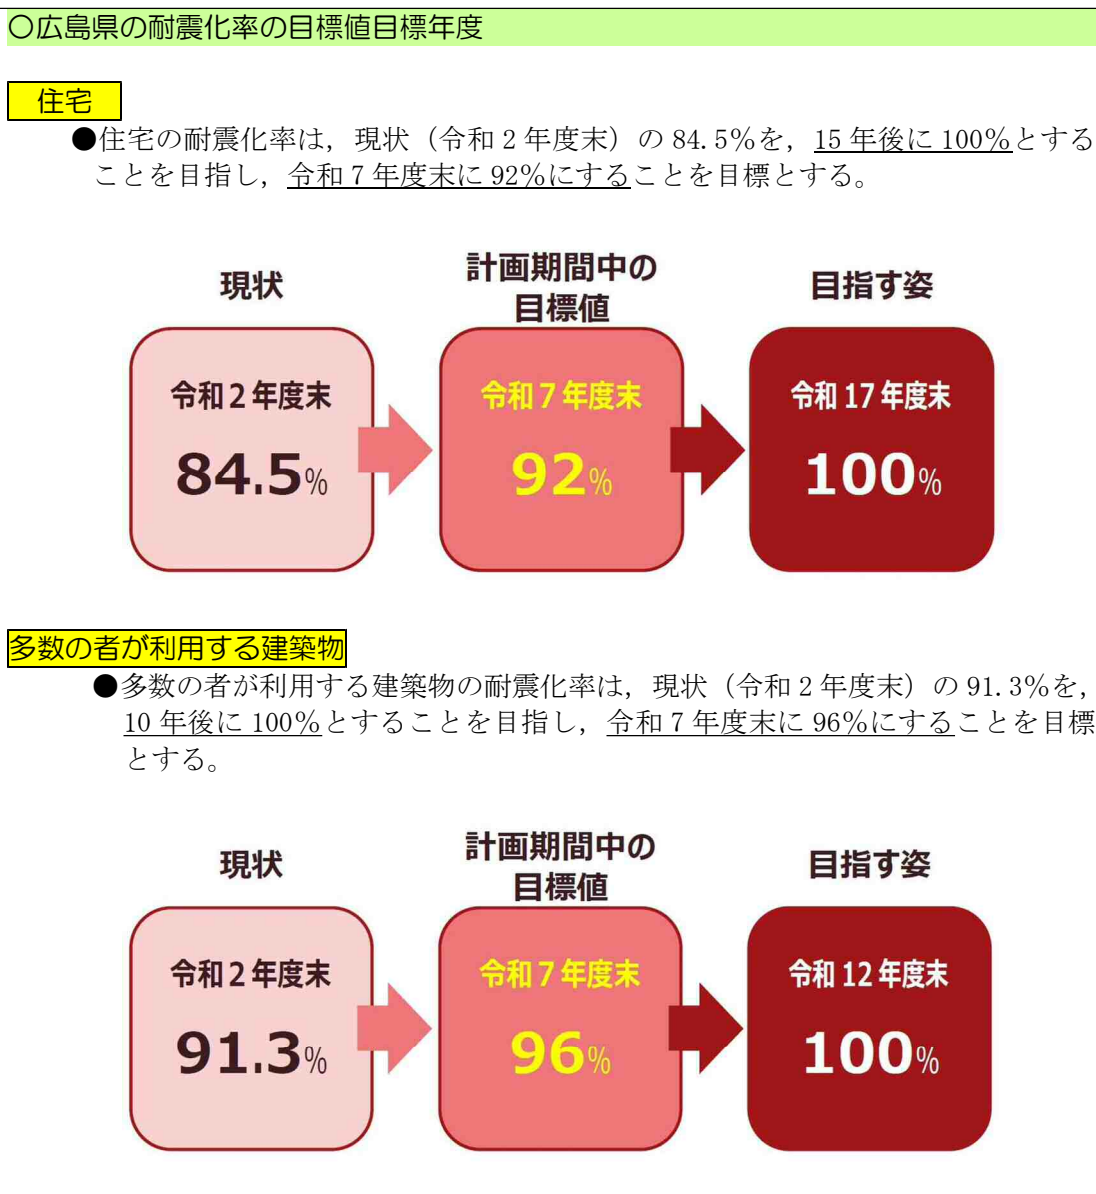 〇広島県の耐震化率の目標値目標年度
住宅
●住宅の耐震化率は，現状（令和２年度末）の 84.5％を，15 年後に 100％とする
ことを目指し，令和７年度末に 92％にすることを目標とする。
現状
計画期間中の
目標値
目指す姿
令和２年度末
84.5%
令和７年度末
92%
令和 17 年度末
100%
多数の者が利用する建築物
●多数の者が利用する建築物の耐震化率は，現状（令和２年度末）の 91.3％を，
10 年後に 100％とすることを目指し，令和７年度末に 96％にすることを目標
とする。
現状
計画期間中の
目標値
目指す姿
令和２年度末
91.3%
令和７年度末
96%
令和 12 年度末
100%